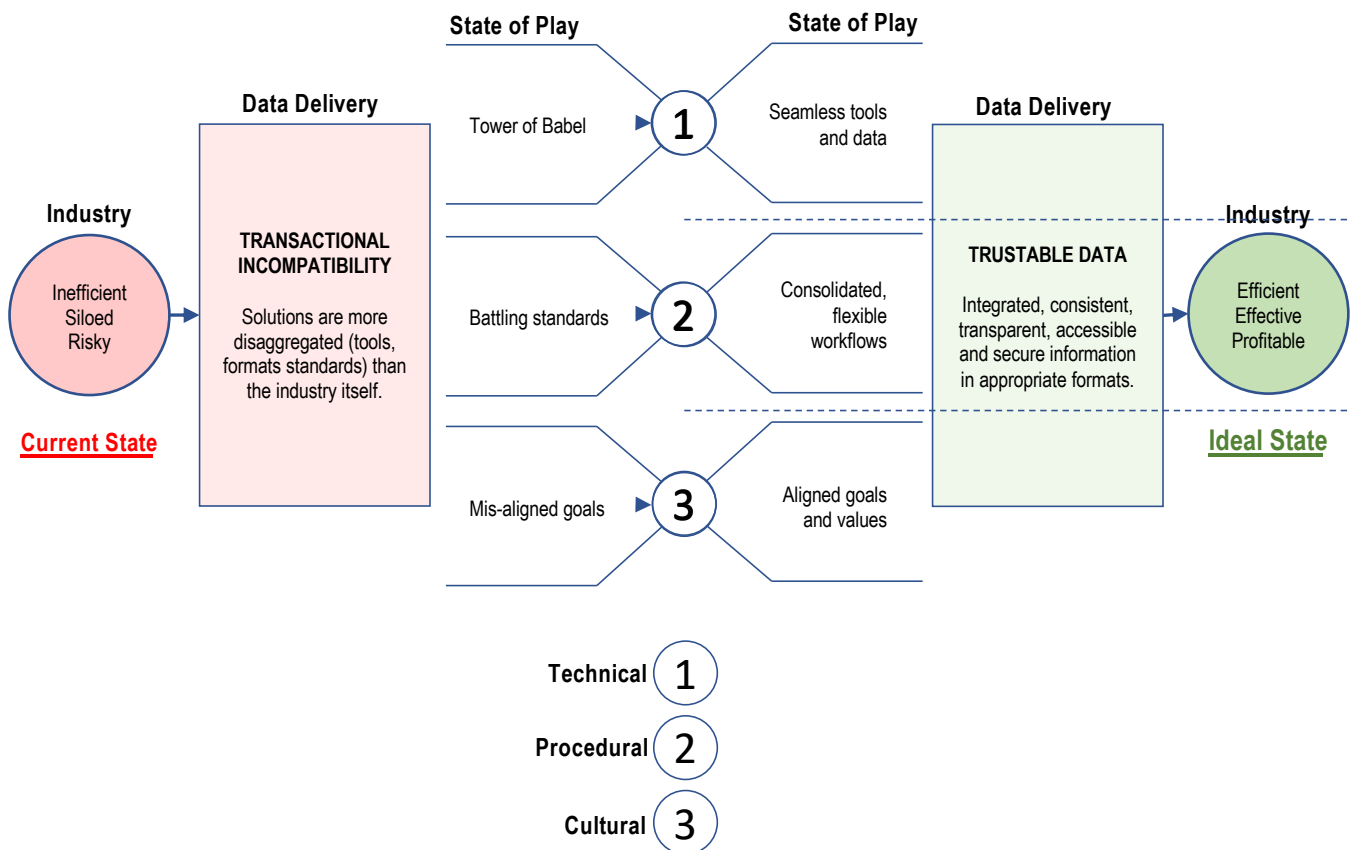 State of Play
State of Play
Data Delivery
Data Delivery
Tower of Babel
1
Seamless tools
and data
Industry
Industry
TRANSACTIONAL
INCOMPATIBILITY
Solutions are more
disaggregated (tools,
formats standards) than
the industry itself.
Inefficient
Siloed
Risky
Battling standards
2
Consolidated,
flexible
workflows
TRUSTABLE DATA
Integrated, consistent,
transparent, accessible
and secure information
in appropriate formats.
Efficient
Effective
Profitable
Current State
Ideal State
Mis-aligned goals
3
Aligned goals
and values
Technical 1
Procedural 2
Cultural 3